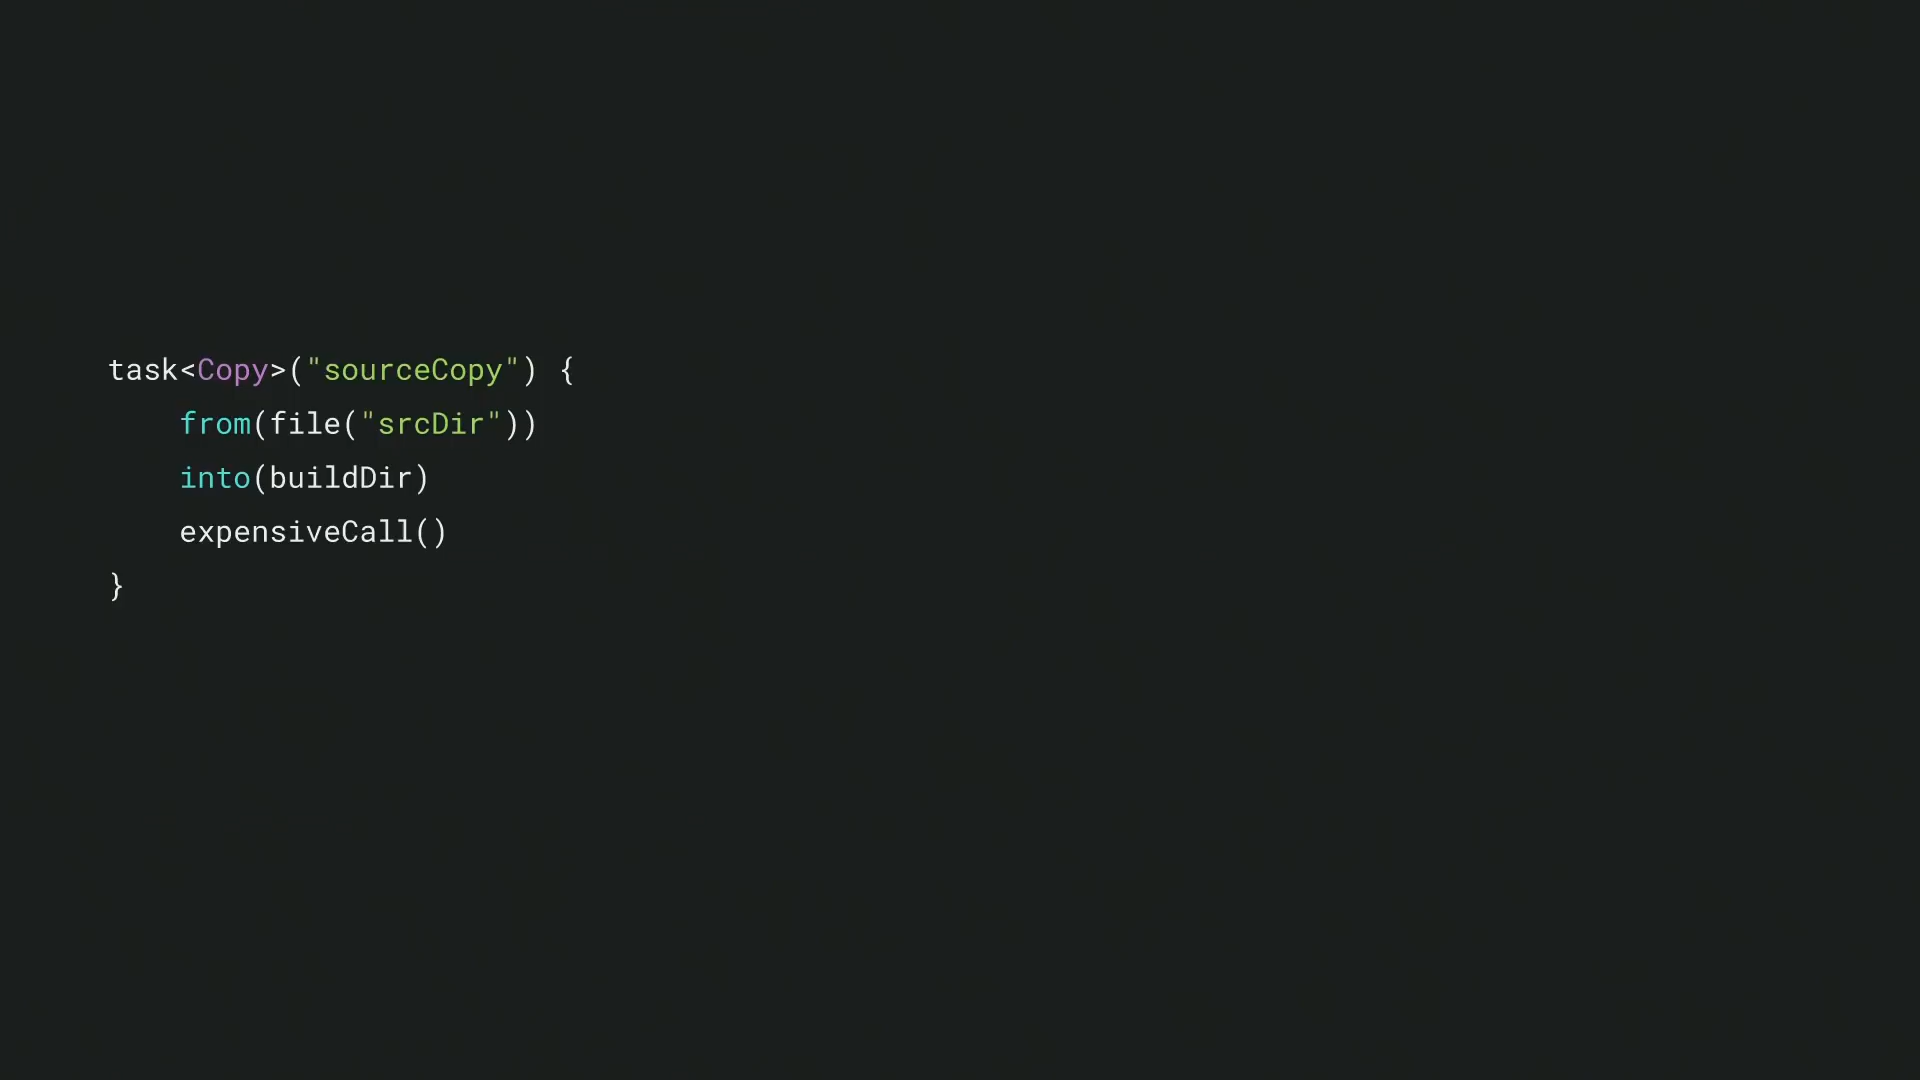 task<Copy>("sourceCopy") {
    from(file("srcDir"))
    into(buildDir)
    expensiveCall()
}